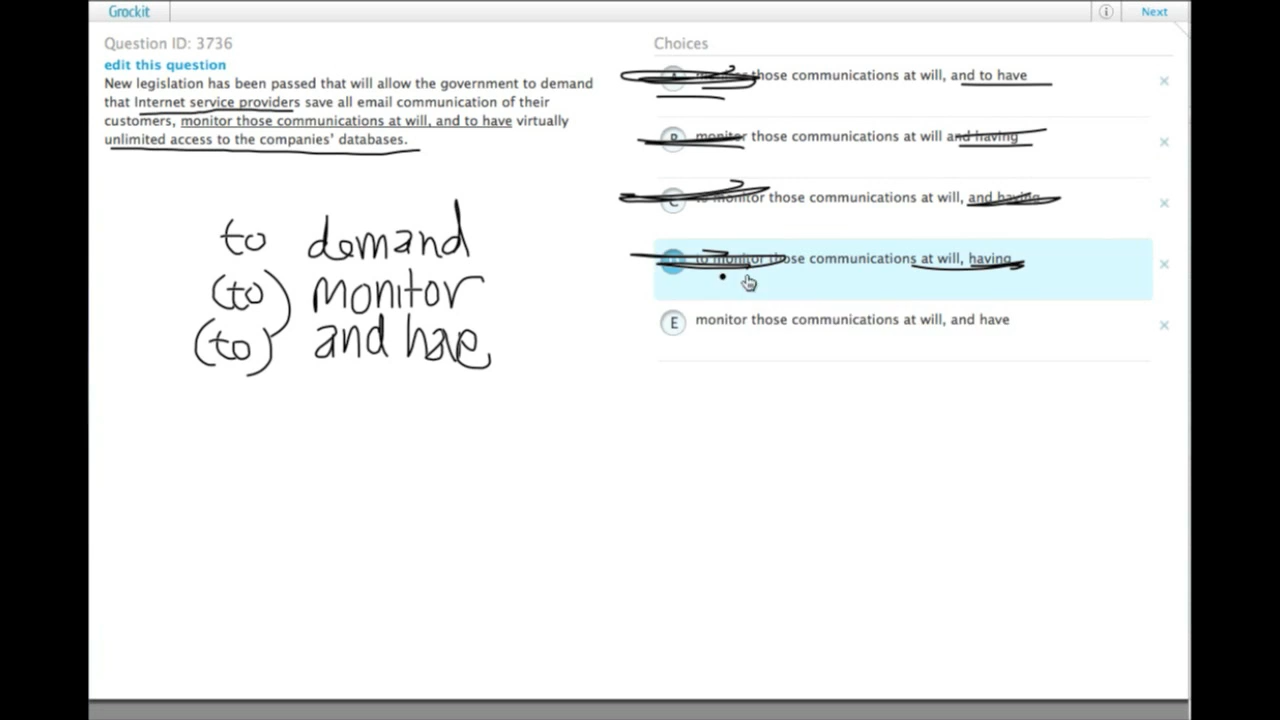 Grockit
Next
Question ID: 3736
edit this question
New legislation has been passed that will allow the government to demand
that Internet service providers save all email communication of their
customers, monitor those communications at will, and to have virtually
unlimited access to the companies' databases.
to demand
(to) monitor
(to) and have
Choices
those communications at will, and to have
B monitor those communications at will and having
C to monitor those communications at will, and having
to monitor those communications at will, having
E monitor those communications at will, and have